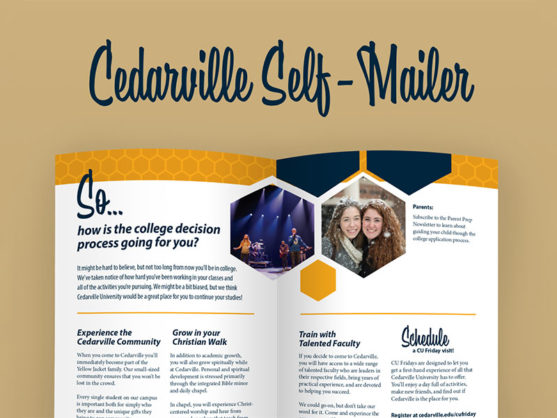 Cedarville Self-Mailer
So...
how is the college decision
process going for you?
It might be hard to believe, but not too long from now you'll be in college.
We've taken notice of how hard you've been working in your classes and
all of the activities you're pursuing. We might be a bit biased, but we think
Cedarville University would be a great place for you to continue your studies!
Experience the
Cedarville Community
When you come to Cedarville you'll
immediately become part of the
Yellow Jacket family. Our small-sized
community ensures that you won't be
lost in the crowd.
Every single student on our campus
is important both for simply who
they are and the unique gifts they
Grow in your
Christian Walk
In addition to academic growth,
you will also grow spiritually while
at Cedarville. Personal and spiritual
development is stressed primarily
through the integrated Bible minor
and daily chapel.
In chapel, you will experience Christ-
centered worship and hear from
Parents:
Subscribe to the Parent Prep
Newsletter to learn about
guiding your child though the
college application process.
Train with
Talented Faculty
If you decide to come to Cedarville,
you will have access to a wide range
of talented faculty who are leaders in
their respective fields, bring years of
practical experience, and are devoted
to helping you succeed.
We could go on, but don't take our
word for it. Come and experience the
Schedule
a CU Friday visit!
CU Fridays are designed to let
you get a first-hand experience of all that
Cedarville University has to offer.
You'll enjoy a day full of activities,
make new friends, and find out if
Cedarville is the place for you.
Register at cedarville.edu/cufriday